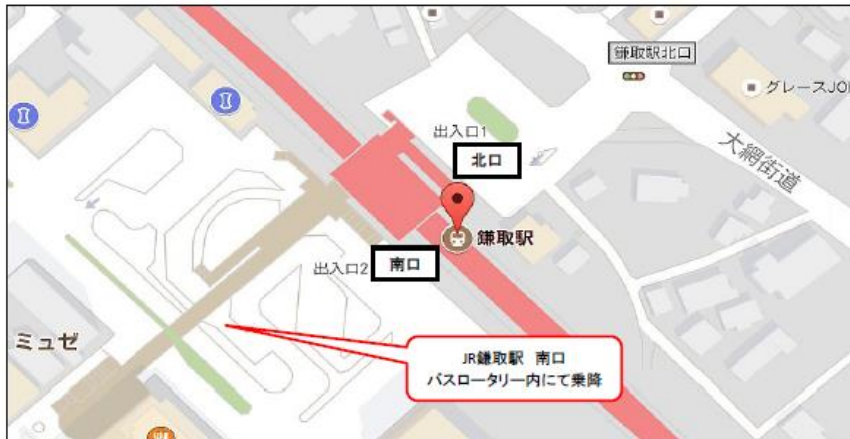 鎌取駅北口
グレースJO
大網街道
出入口1
北口
鎌取駅
出入口2
南口
ミュゼ
JR鎌取駅 南口
バスロータリー内にて乗降